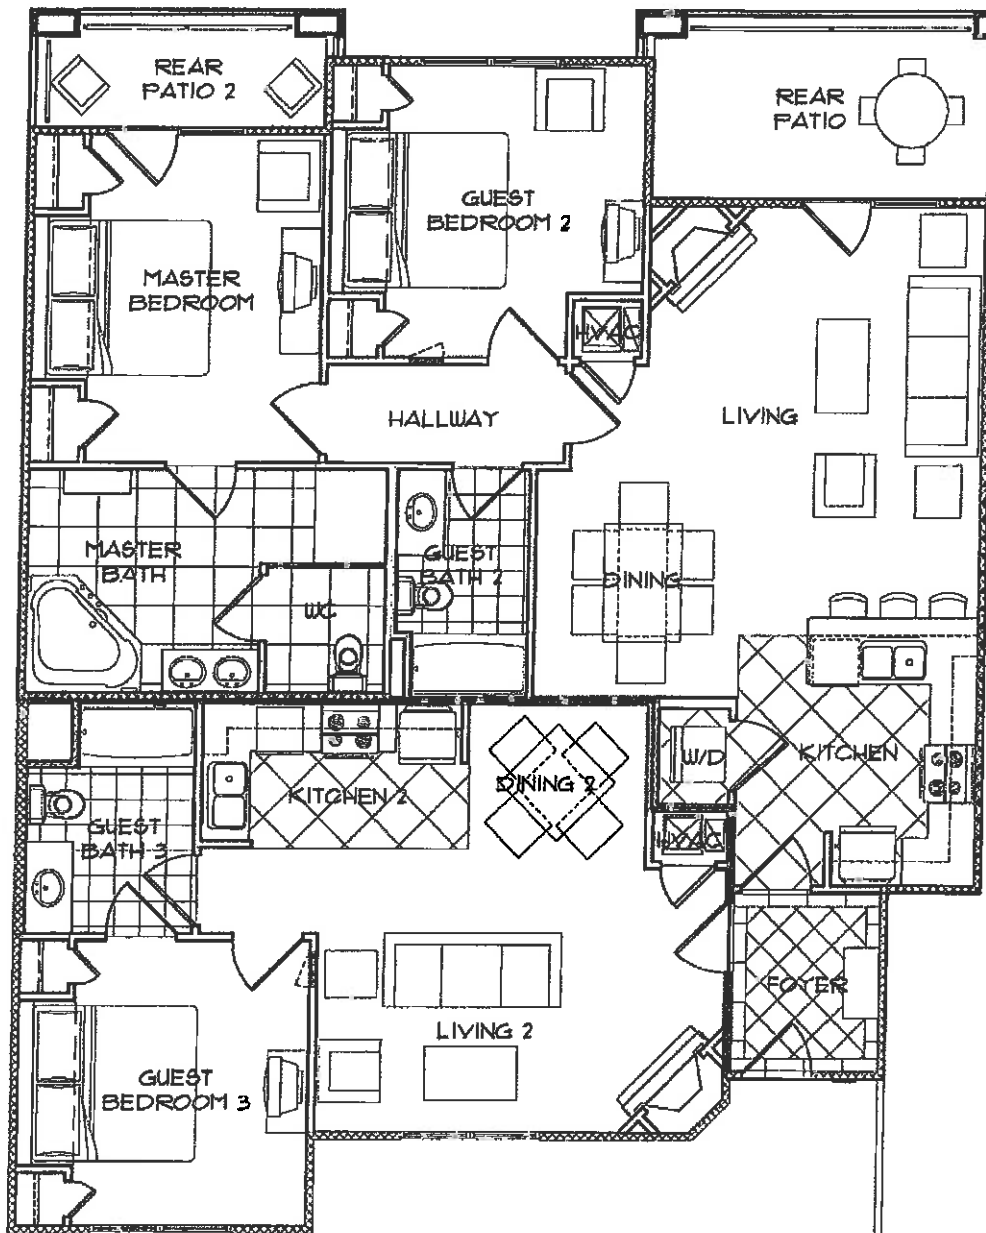 REAR
PATIO 2
REAR
PATIO
GUEST
BEDROOM 2
MASTER
BEDROOM
HVAC
HALLWAY
LIVING
MASTER
BATH
GUEST
BATH 2
DINING
WC
KITCHEN 2
DINING 2
W/D
KITCHEN
GUEST
BATH 3
HVAC
FOYER
LIVING 2
GUEST
BEDROOM 3